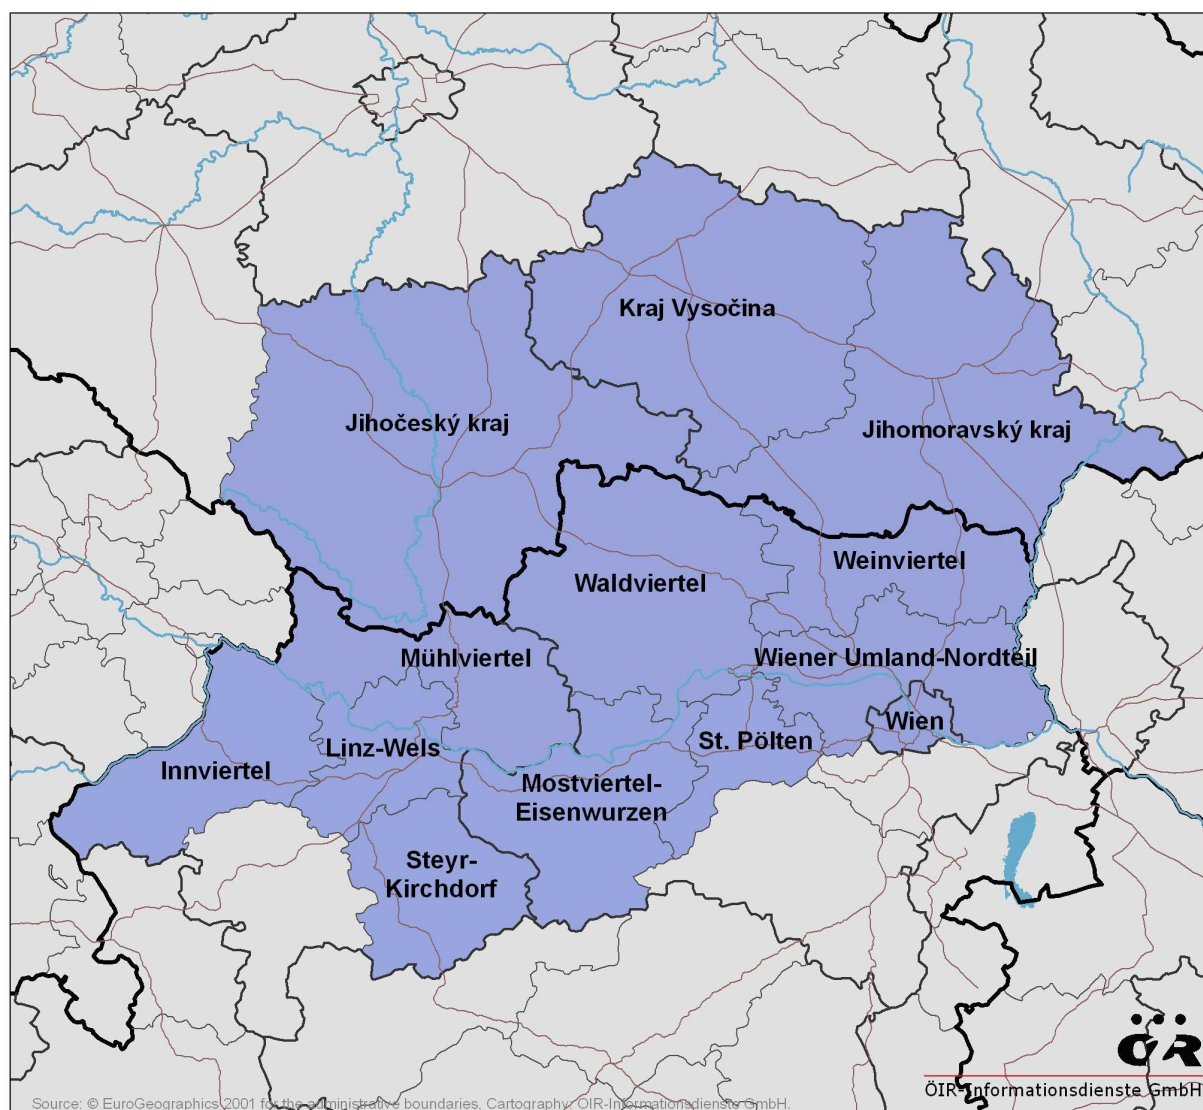 Kraj Vysočina
Jihočeský kraj
Jihomoravský kraj
Weinviertel
Waldviertel
Mühlviertel
Wiener Umland-Nordteil
Wien
St. Pölten
Linz-Wels
Innviertel
Mostviertel-
Eisenwurzen
Steyr-
Kirchdorf
ÖIR
ÖIR-Informationsdienste GmbH
Source: © EuroGeographics 2001 for the administrative boundaries, Cartography: ÖIR-Informationsdienste GmbH.